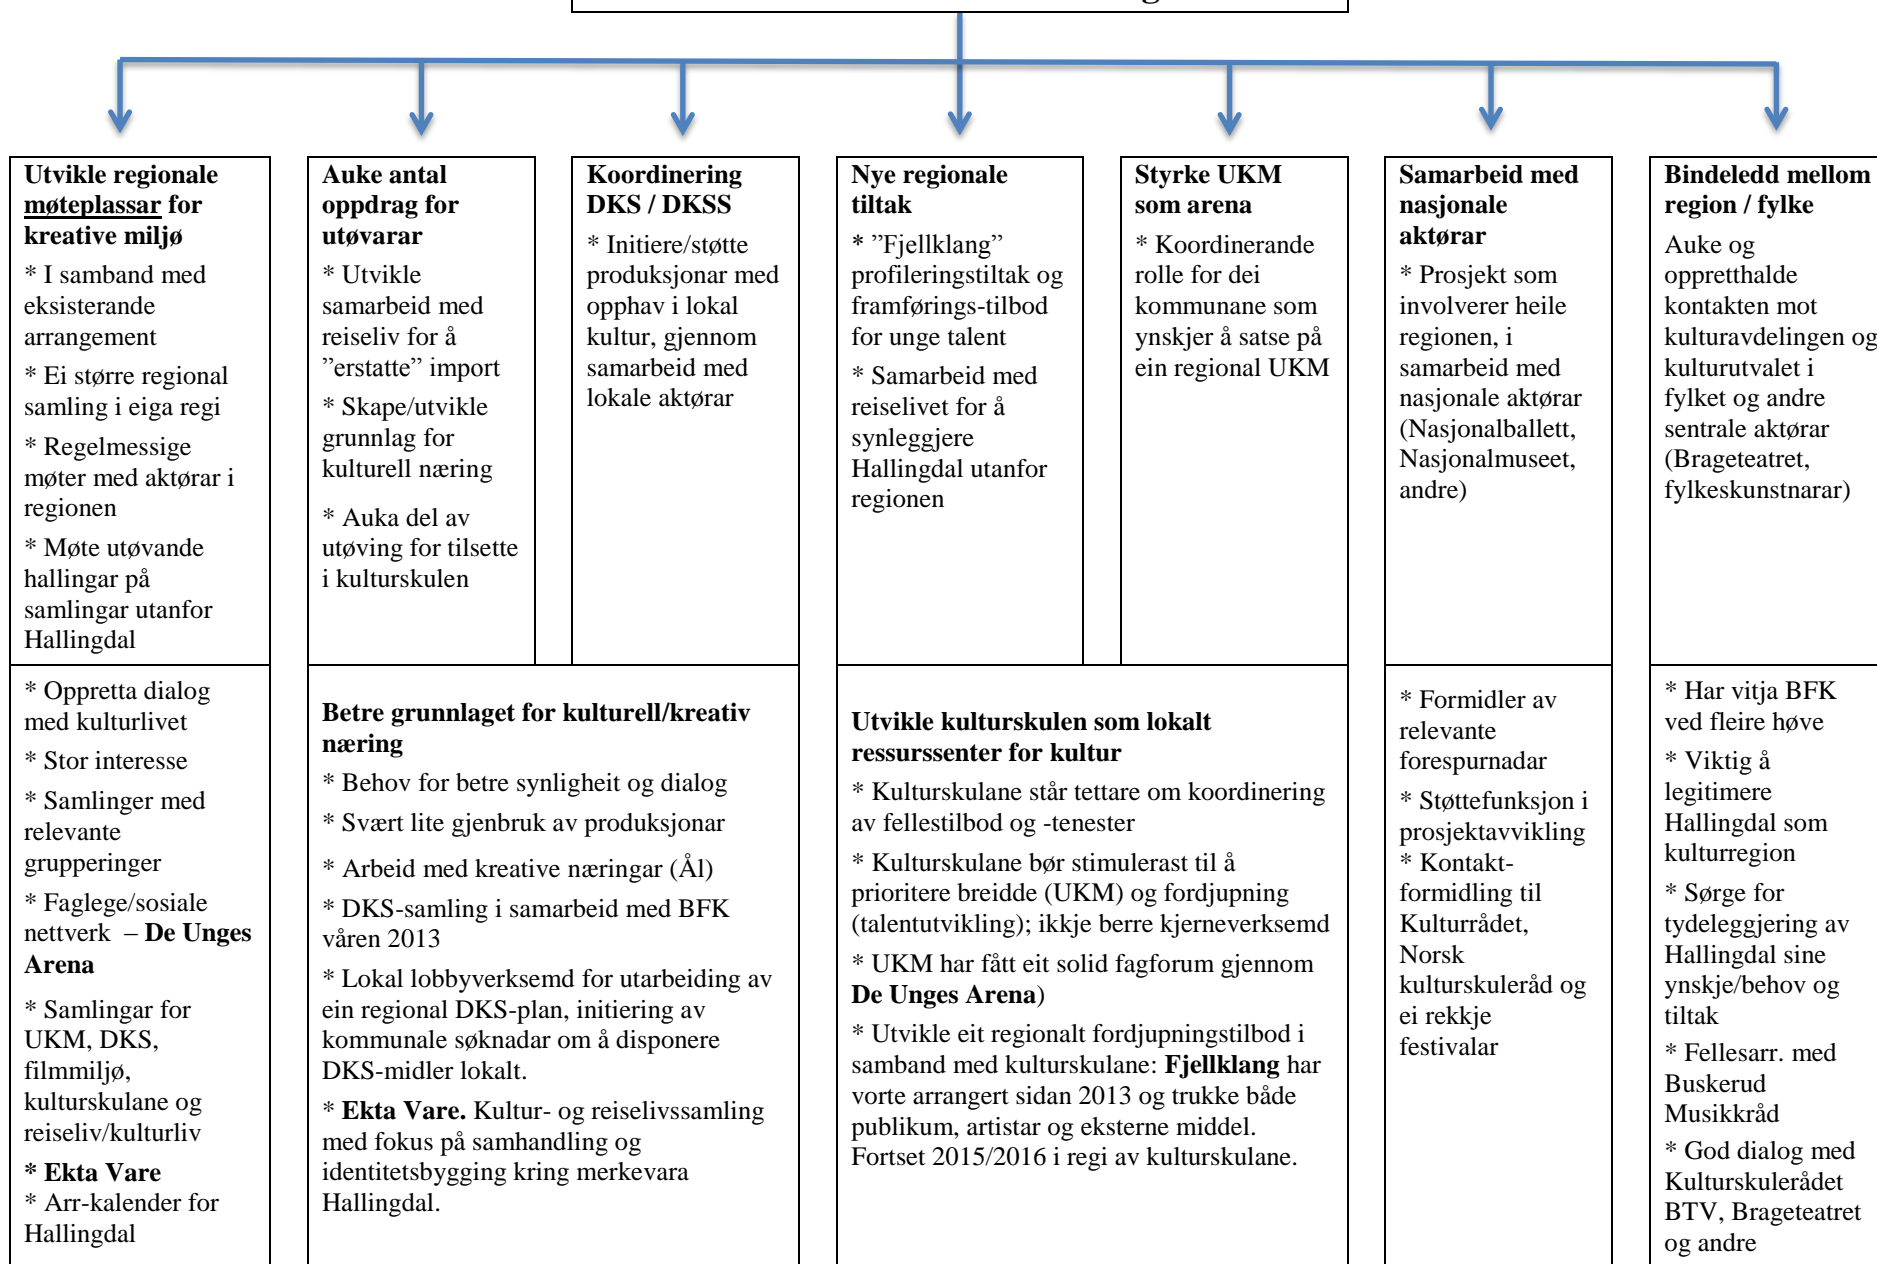 Utvikle regionale
møteplassar for
kreative miljø
* I samband med
eksisterande
arrangement
* Ei større regional
samling i eiga regi
* Regelmessige
møter med aktørar i
regionen
* Møte utøvande
hallingar på
samlingar utanfor
Hallingdal
Auke antal
oppdrag for
utøvarar
* Utvikle
samarbeid med
reiseliv for å
”erstatte” import
* Skape/utvikle
grunnlag for
kulturell næring
* Auka del av
utøving for tilsette
i kulturskulen
Koordinering
DKS / DKSS
* Initiere/støtte
produksjonar med
opphav i lokal
kultur, gjennom
samarbeid med
lokale aktørar
Nye regionale
tiltak
* ”Fjellklang”
profileringstiltak og
framførings-tilbod
for unge talent
* Samarbeid med
reiselivet for å
synleggjere
Hallingdal utanfor
regionen
Styrke UKM
som arena
* Koordinerande
rolle for dei
kommunane som
ynskjer å satse på
ein regional UKM
Samarbeid med
nasjonale
aktørar
* Prosjekt som
involverer heile
regionen, i
samarbeid med
nasjonale aktørar
(Nasjonalballett,
Nasjonalmuseet,
andre)
Bindeledd mellom
region / fylke
Auke og
oppretthalde
kontakten mot
kulturavdelingen og
kulturutvalet i
fylket og andre
sentrale aktørar
(Brageteatret,
fylkeskunstnarar)
* Oppretta dialog
med kulturlivet
* Stor interesse
* Samlinger med
relevante
grupperinger
* Faglege/sosiale
nettverk – De Unges
Arena
* Samlingar for
UKM, DKS,
filmmiljø,
kulturskulane og
reiseliv/kulturliv
* Ekta Vare
* Arr-kalender for
Hallingdal
Betre grunnlaget for kulturell/kreativ
næring
* Behov for betre synligheit og dialog
* Svært lite gjenbruk av produksjonar
* Arbeid med kreative næringar (Ål)
* DKS-samling i samarbeid med BFK
våren 2013
* Lokal lobbyverksemd for utarbeiding av
ein regional DKS-plan, initiering av
kommunale søknadar om å disponere
DKS-midler lokalt.
* Ekta Vare. Kultur- og reiselivssamling
med fokus på samhandling og
identitetsbygging kring merkevara
Hallingdal.
Utvikle kulturskulen som lokalt
ressurssenter for kultur
* Kulturskulane står tettare om koordinering
av fellestilbod og -tenester
* Kulturskulane bør stimulerast til å
prioritere breidde (UKM) og fordjupning
(talentutvikling); ikkje berre kjerneverksemd
* UKM har fått eit solid fagforum gjennom
De Unges Arena)
* Utvikle eit regionalt fordjupningstilbod i
samband med kulturskulane: Fjellklang har
vorte arrangert sidan 2013 og trukke både
publikum, artistar og eksterne middel.
Fortset 2015/2016 i regi av kulturskulane.
* Formidler av
relevante
forespurnadar
* Støttefunksjon i
prosjektavvikling
* Kontakt-
formidling til
Kulturrådet,
Norsk
kulturskuleråd og
ei rekkje
festivalar
* Har vitja BFK
ved fleire høve
* Viktig å
legitimere
Hallingdal som
kulturregion
* Sørge for
tydeleggjering av
Hallingdal sine
ynskje/behov og
tiltak
* Fellesarr. med
Buskerud
Musikkråd
* God dialog med
Kulturskulerådet
BTV, Brageteatret
og andre